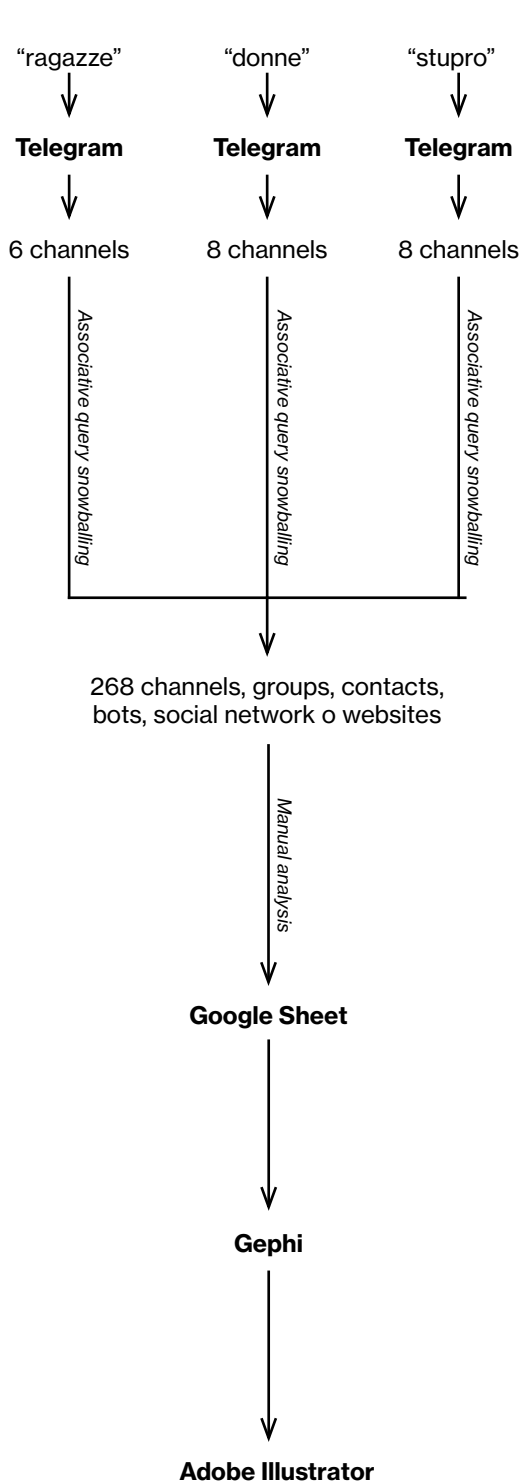 “ragazze” “donne” “stupro”
Telegram Telegram Telegram
6 channels 8 channels 8 channels
Associative query snowballing
Associative query snowballing
Associative query snowballing
268 channels, groups, contacts,
bots, social network o websites
Manual analysis
Google Sheet
Gephi
Adobe Illustrator